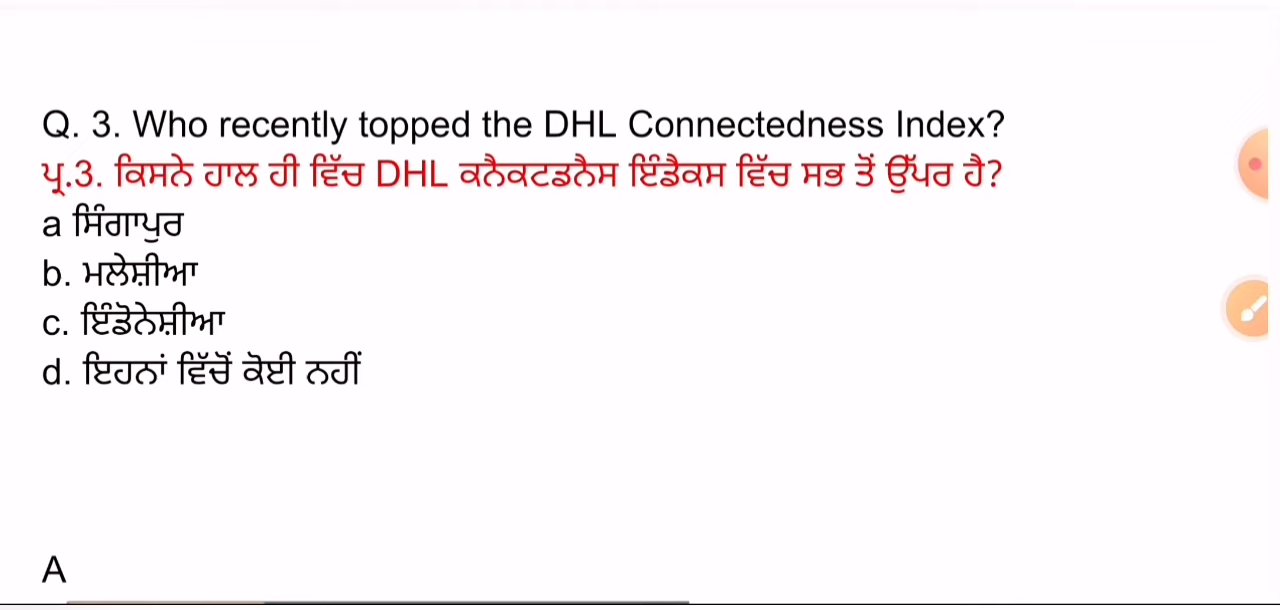 Q. 3. Who recently topped the DHL Connectedness Index?
ਪ੍ਰ.3. ਕਿਸਨੇ ਹਾਲ ਹੀ ਵਿੱਚ DHL ਕਨੈਕਟਡਨੈਸ ਇੰਡੈਕਸ ਵਿੱਚ ਸਭ ਤੋਂ ਉੱਪਰ ਹੈ?
a ਸਿੰਗਾਪੁਰ
b. ਮਲੇਸ਼ੀਆ
c. ਇੰਡੋਨੇਸ਼ੀਆ
d. ਇਹਨਾਂ ਵਿੱਚੋਂ ਕੋਈ ਨਹੀਂ
A